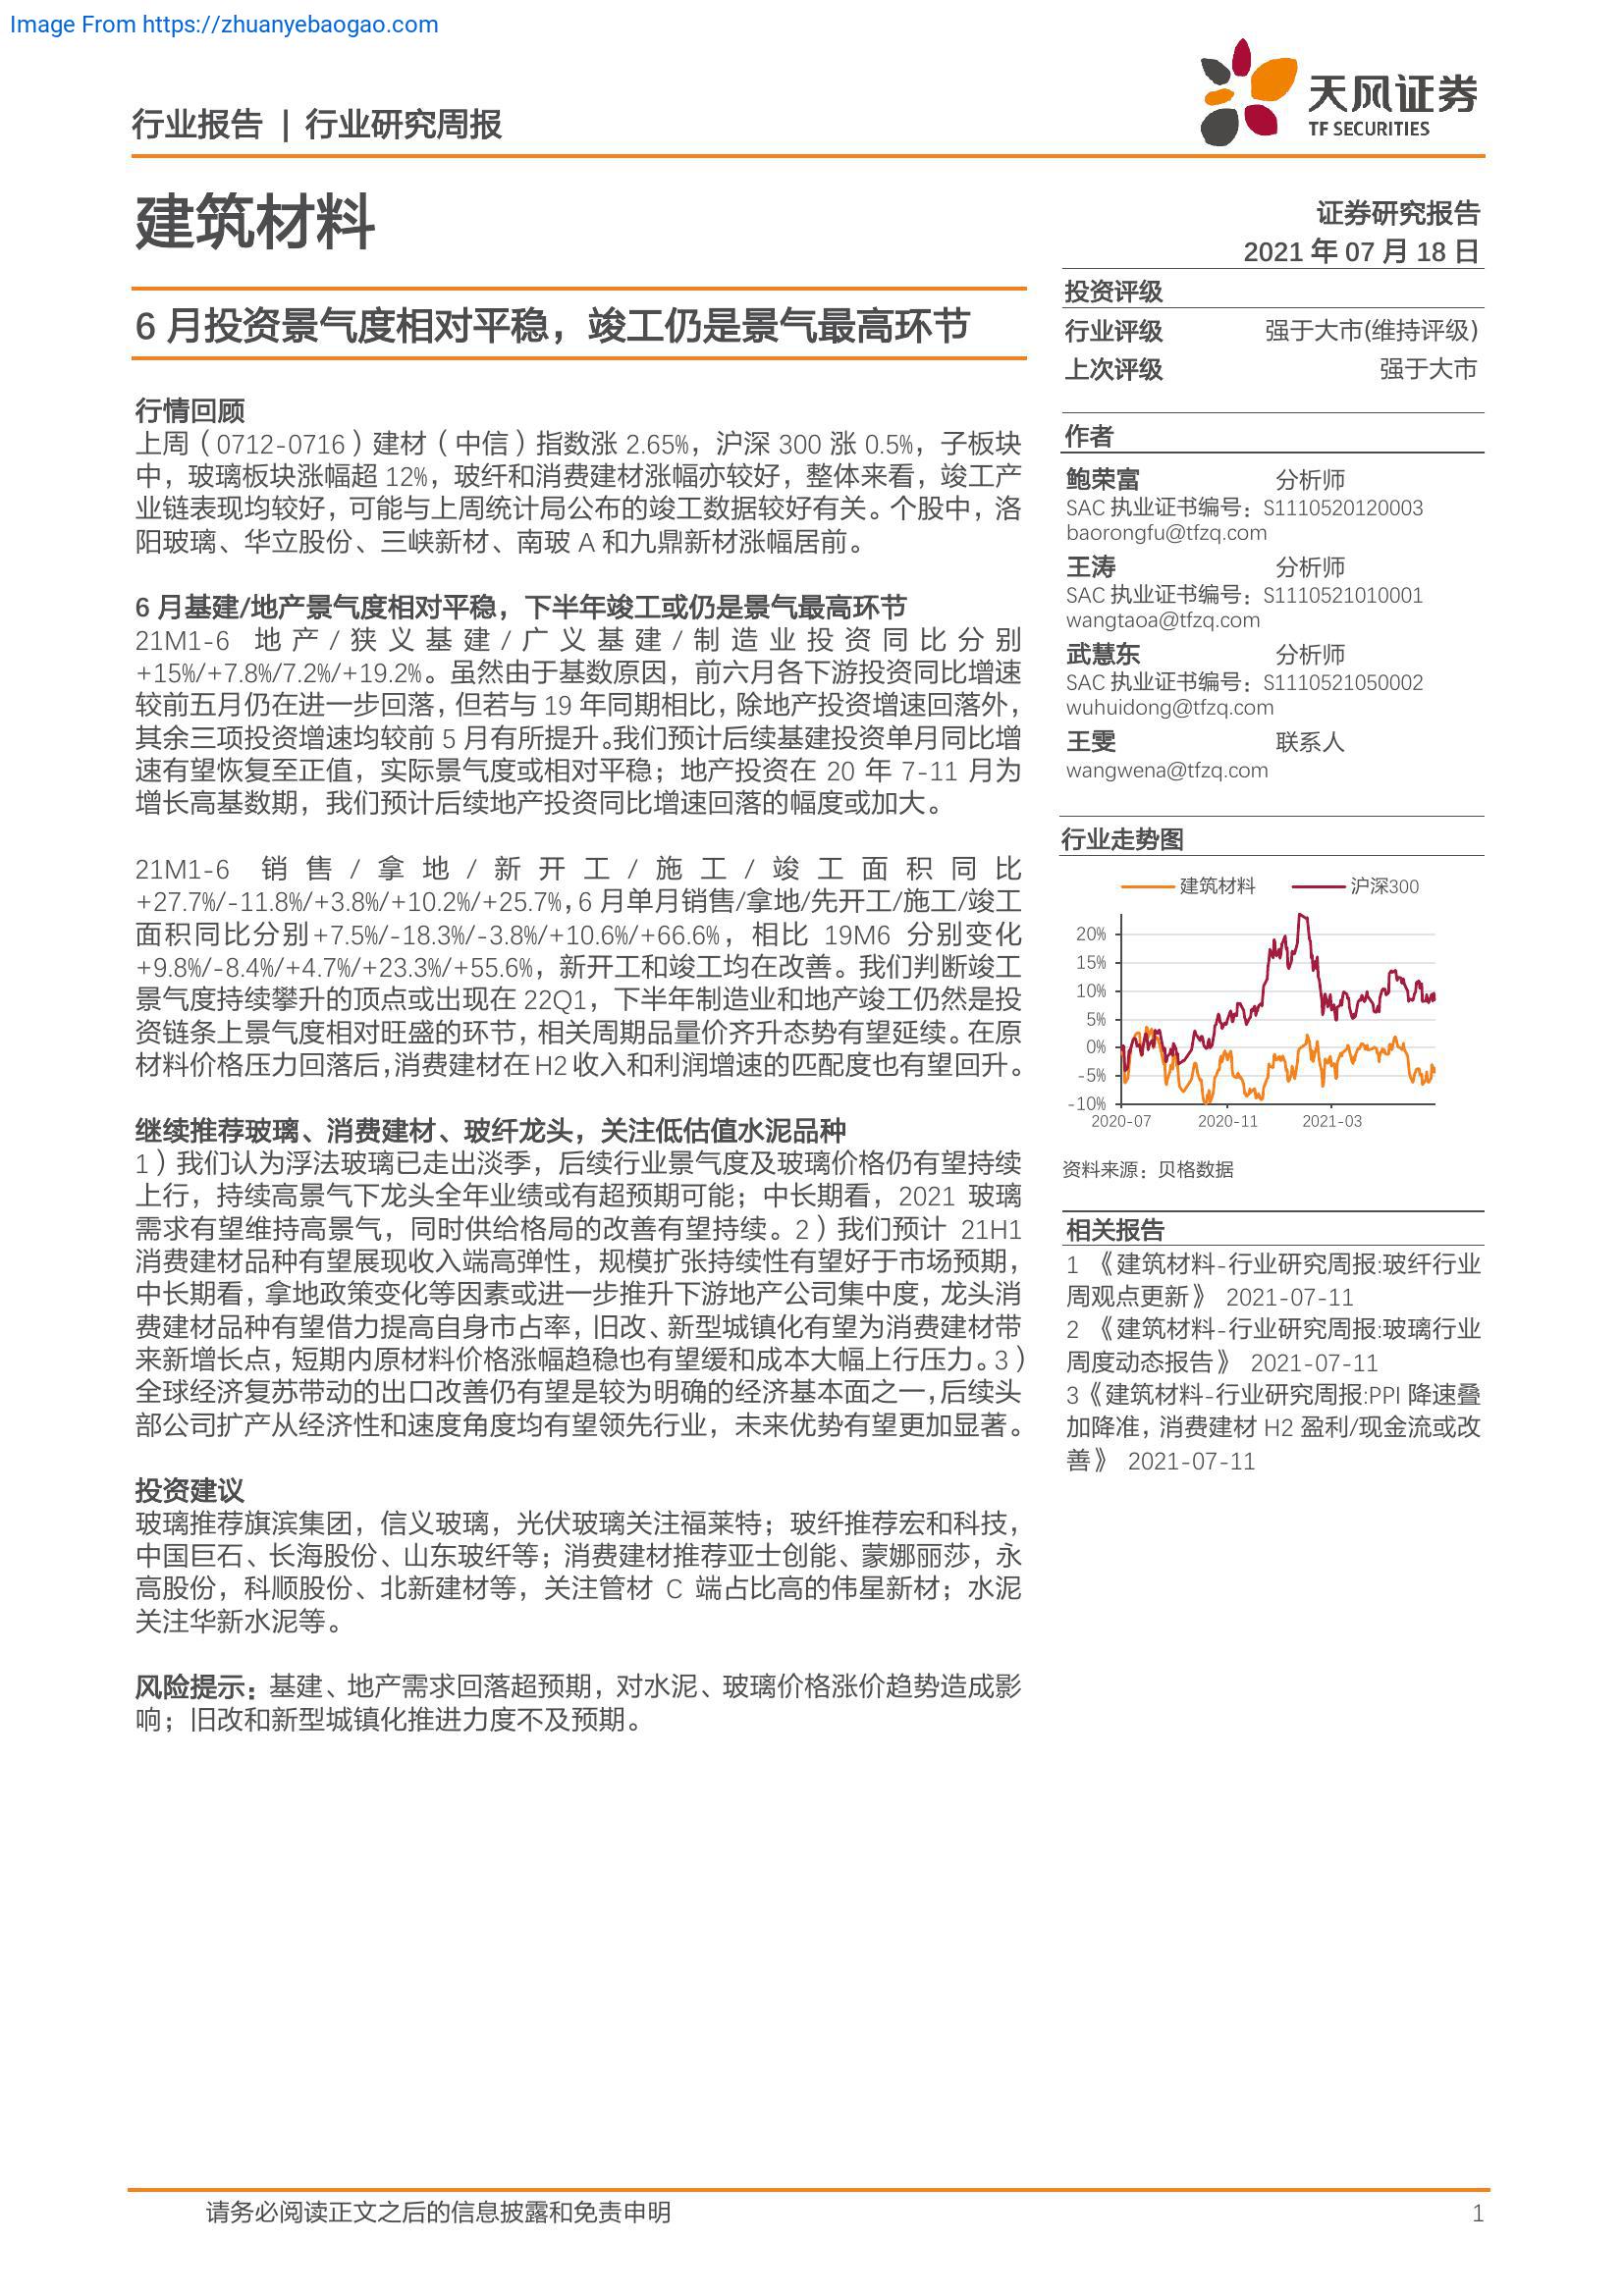 Image From https://zhuanyebaogao.com
行业报告 | 行业研究周报
天风证券
TF SECURITIES
建筑材料
证券研究报告
2021 年 07 月 18 日
6 月投资景气度相对平稳，竣工仍是景气最高环节
行情回顾
上周（0712-0716）建材（中信）指数涨 2.65%，沪深 300 涨 0.5%，子板块
中，玻璃板块涨幅超 12%，玻纤和消费建材涨幅亦较好，整体来看，竣工产
业链表现均较好，可能与上周统计局公布的竣工数据较好有关。个股中，洛
阳玻璃、华立股份、三峡新材、南玻 A 和九鼎新材涨幅居前。
6 月基建/地产景气度相对平稳，下半年竣工或仍是景气最高环节
21M1-6 地产/狭义基建/广义基建/制造业投资同比分别
+15%/+7.8%/7.2%/+19.2%。虽然由于基数原因，前六月各下游投资同比增速
较前五月仍在进一步回落，但若与 19 年同期相比，除地产投资增速回落外，
其余三项投资增速均较前 5 月有所提升。我们预计后续基建投资单月同比增
速有望恢复至正值，实际景气度或相对平稳；地产投资在 20 年 7-11 月为
增长高基数期，我们预计后续地产投资同比增速回落的幅度或加大。
21M1-6 销售/拿地/新开工/施工/竣工面积同比
+27.7%/-11.8%/+3.8%/+10.2%/+25.7%，6 月单月销售/拿地/先开工/施工/竣工
面积同比分别+7.5%/-18.3%/-3.8%/+10.6%/+66.6%，相比 19M6 分别变化
+9.8%/-8.4%/+4.7%/+23.3%/+55.6%，新开工和竣工均在改善。我们判断竣工
景气度持续攀升的顶点或出现在 22Q1，下半年制造业和地产竣工仍然是投
资链条上景气度相对旺盛的环节，相关周期品量价齐升态势有望延续。在原
材料价格压力回落后，消费建材在 H2 收入和利润增速的匹配度也有望回升。
继续推荐玻璃、消费建材、玻纤龙头，关注低估值水泥品种
1）我们认为浮法玻璃已走出淡季，后续行业景气度及玻璃价格仍有望持续
上行，持续高景气下龙头全年业绩或有超预期可能；中长期看，2021 玻璃
需求有望维持高景气，同时供给格局的改善有望持续。2）我们预计 21H1
消费建材品种有望展现收入端高弹性，规模扩张持续性有望好于市场预期，
中长期看，拿地政策变化等因素或进一步推升下游地产公司集中度，龙头消
费建材品种有望借力提高自身市占率，旧改、新型城镇化有望为消费建材带
来新增长点，短期内原材料价格涨幅趋稳也有望缓和成本大幅上行压力。3）
全球经济复苏带动的出口改善仍有望是较为明确的经济基本面之一，后续头
部公司扩产从经济性和速度角度均有望领先行业，未来优势有望更加显著。
投资建议
玻璃推荐旗滨集团，信义玻璃，光伏玻璃关注福莱特；玻纤推荐宏和科技，
中国巨石、长海股份、山东玻纤等；消费建材推荐亚士创能、蒙娜丽莎，永
高股份，科顺股份、北新建材等，关注管材 C 端占比高的伟星新材；水泥
关注华新水泥等。
风险提示：基建、地产需求回落超预期，对水泥、玻璃价格涨价趋势造成影
响；旧改和新型城镇化推进力度不及预期。
投资评级
行业评级 强于大市(维持评级)
上次评级 强于大市
作者
鲍荣富 分析师
SAC 执业证书编号：S1110520120003
baorongfu@tfzq.com
王涛 分析师
SAC 执业证书编号：S1110521010001
wangtaoa@tfzq.com
武慧东 分析师
SAC 执业证书编号：S1110521050002
wuhuidong@tfzq.com
王雯 联系人
wangwena@tfzq.com
行业走势图
建筑材料 沪深300
20%
15%
10%
5%
0%
-5%
-10%
2020-07 2020-11 2021-03
资料来源：贝格数据
相关报告
1 《建筑材料-行业研究周报:玻纤行业
周观点更新》 2021-07-11
2 《建筑材料-行业研究周报:玻璃行业
周度动态报告》 2021-07-11
3《建筑材料-行业研究周报:PPI 降速叠
加降准，消费建材 H2 盈利/现金流或改
善》 2021-07-11
请务必阅读正文之后的信息披露和免责申明 1